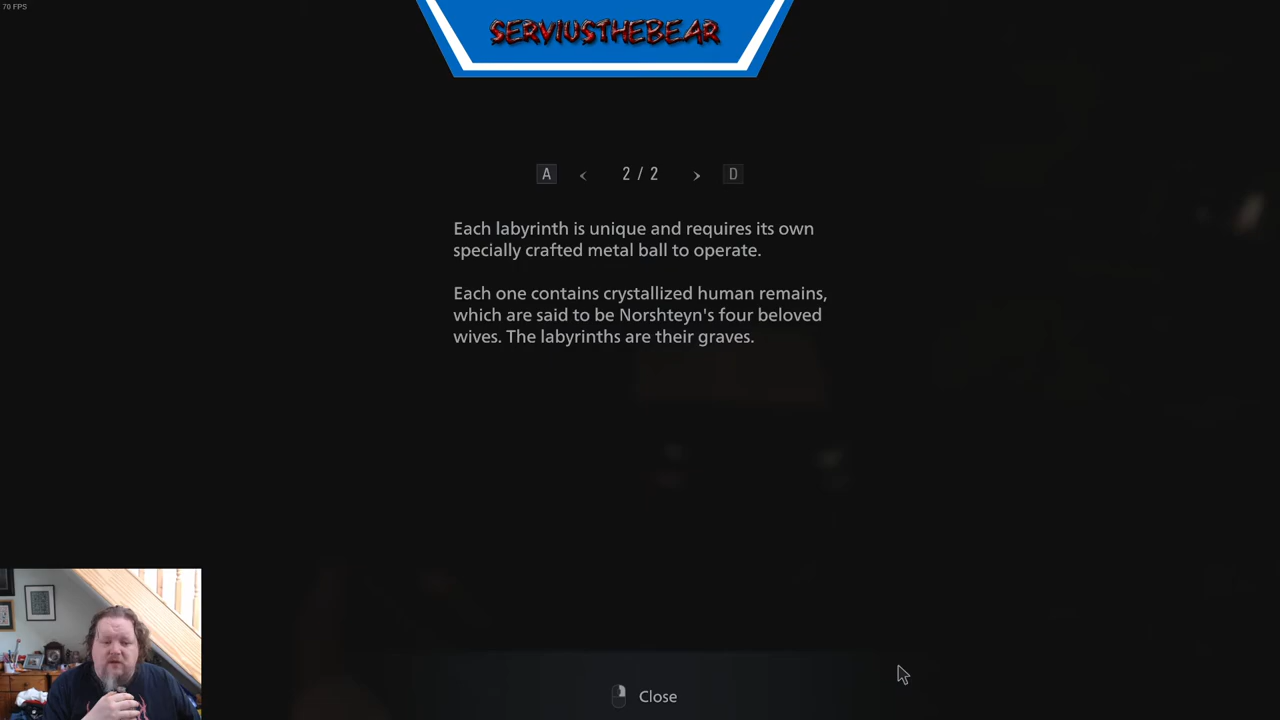 70 FPS
SERVIUSTHEBEAR
A < 2 / 2 > D
Each labyrinth is unique and requires its own
specially crafted metal ball to operate.
Each one contains crystallized human remains,
which are said to be Norshteyn's four beloved
wives. The labyrinths are their graves.
Close